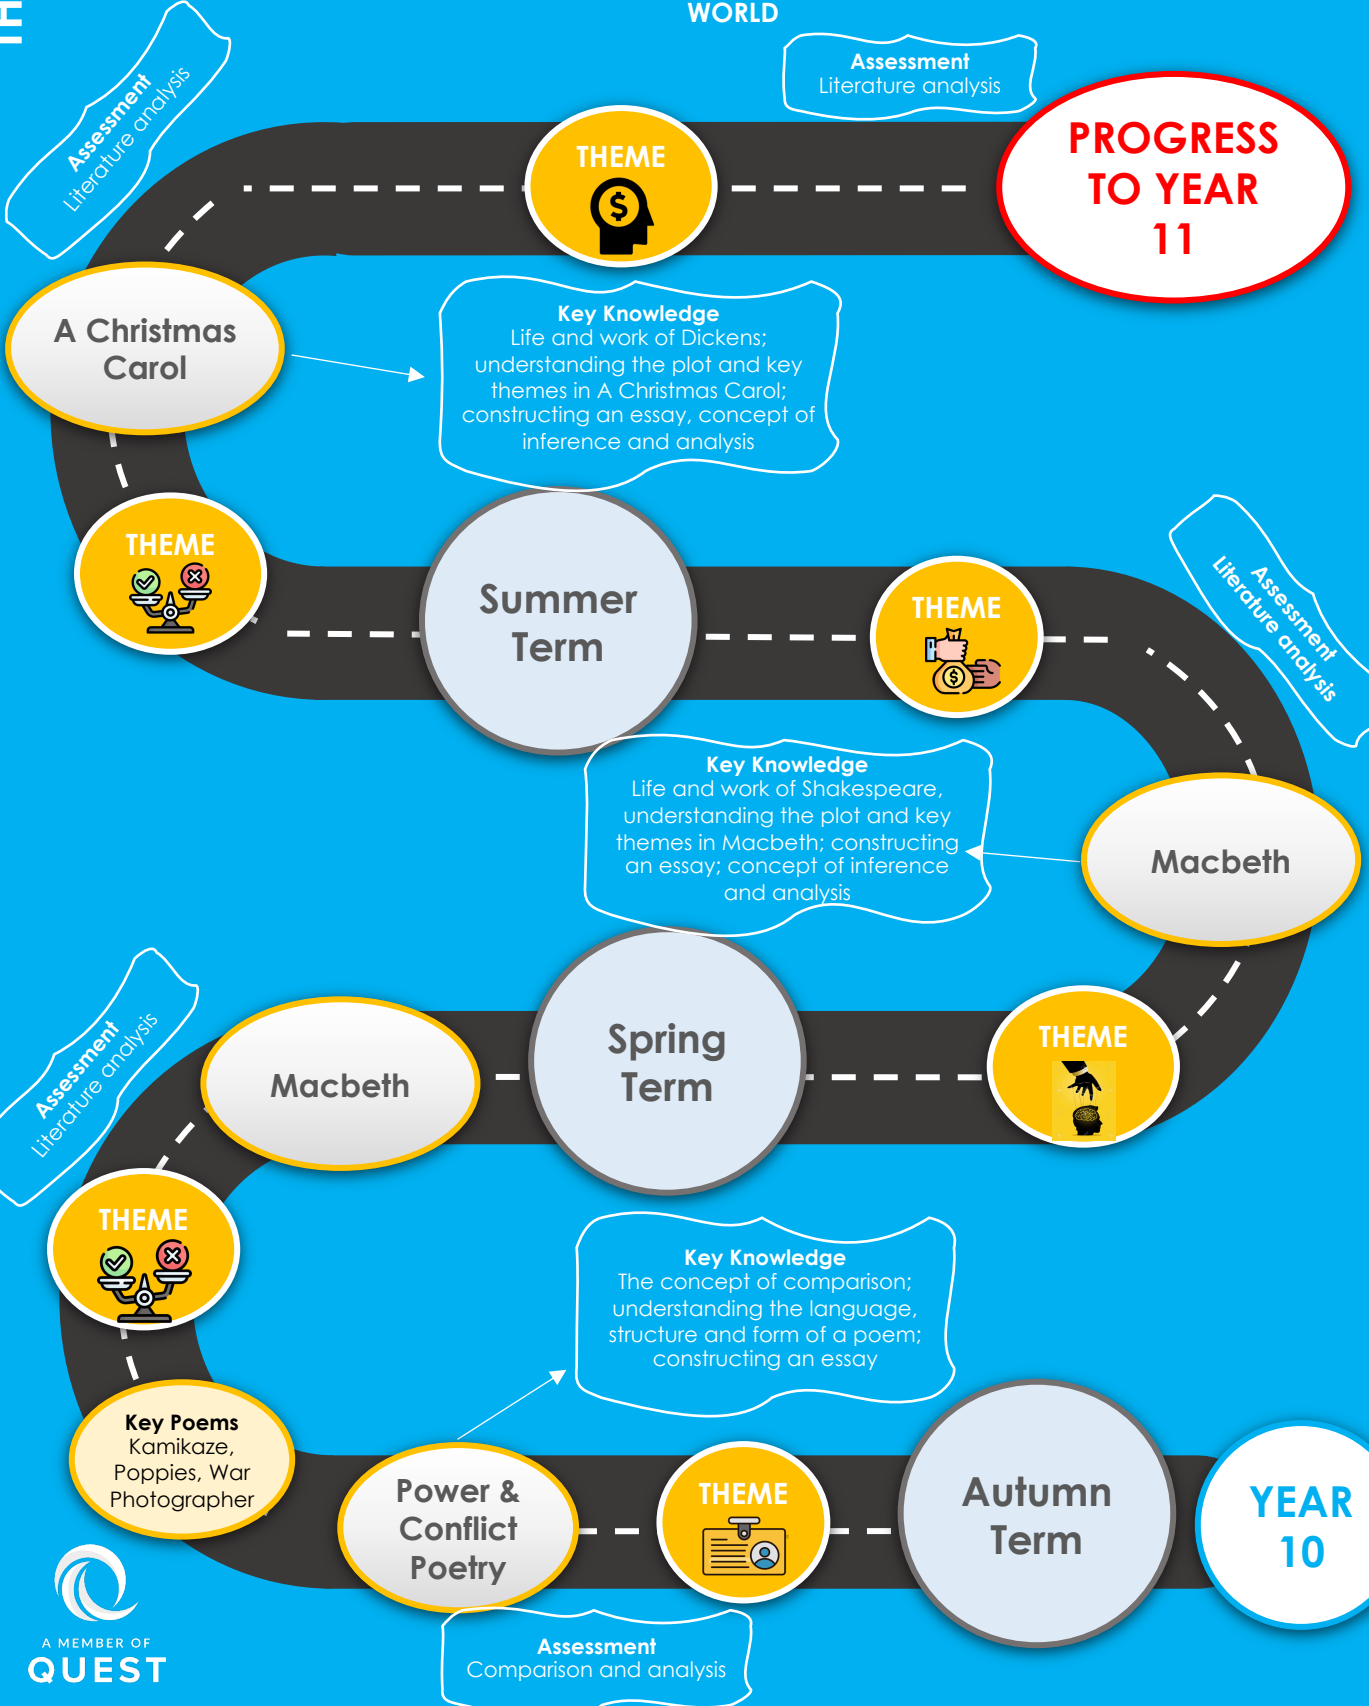 WORLD
Assessment
Literature analysis
Assessment
Literature analysis
THEME
PROGRESS
TO YEAR
11
A Christmas
Carol
Key Knowledge
Life and work of Dickens;
understanding the plot and key
themes in A Christmas Carol;
constructing an essay, concept of
inference and analysis
THEME
Summer
Term
THEME
Assessment
Literature analysis
Key Knowledge
Life and work of Shakespeare,
understanding the plot and key
themes in Macbeth; constructing
an essay; concept of inference
and analysis
Macbeth
Assessment
Literature analysis
Macbeth
Spring
Term
THEME
THEME
Key Knowledge
The concept of comparison;
understanding the language,
structure and form of a poem;
constructing an essay
Key Poems
Kamikaze,
Poppies, War
Photographer
Power &
Conflict
Poetry
THEME
Autumn
Term
YEAR
10
A MEMBER OF
QUEST
Assessment
Comparison and analysis